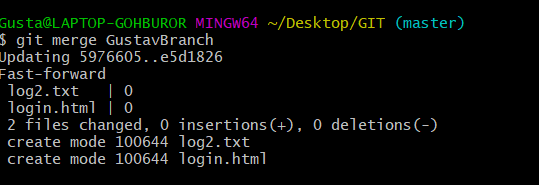 Gusta@LAPTOP-GOHBUROR MINGW64 ~/Desktop/GIT (master)
$ git merge GustavBranch
Updating 5976605..e5d1826
Fast-forward
 log2.txt   | 0
 login.html | 0
 2 files changed, 0 insertions(+), 0 deletions(-)
 create mode 100644 log2.txt
 create mode 100644 login.html